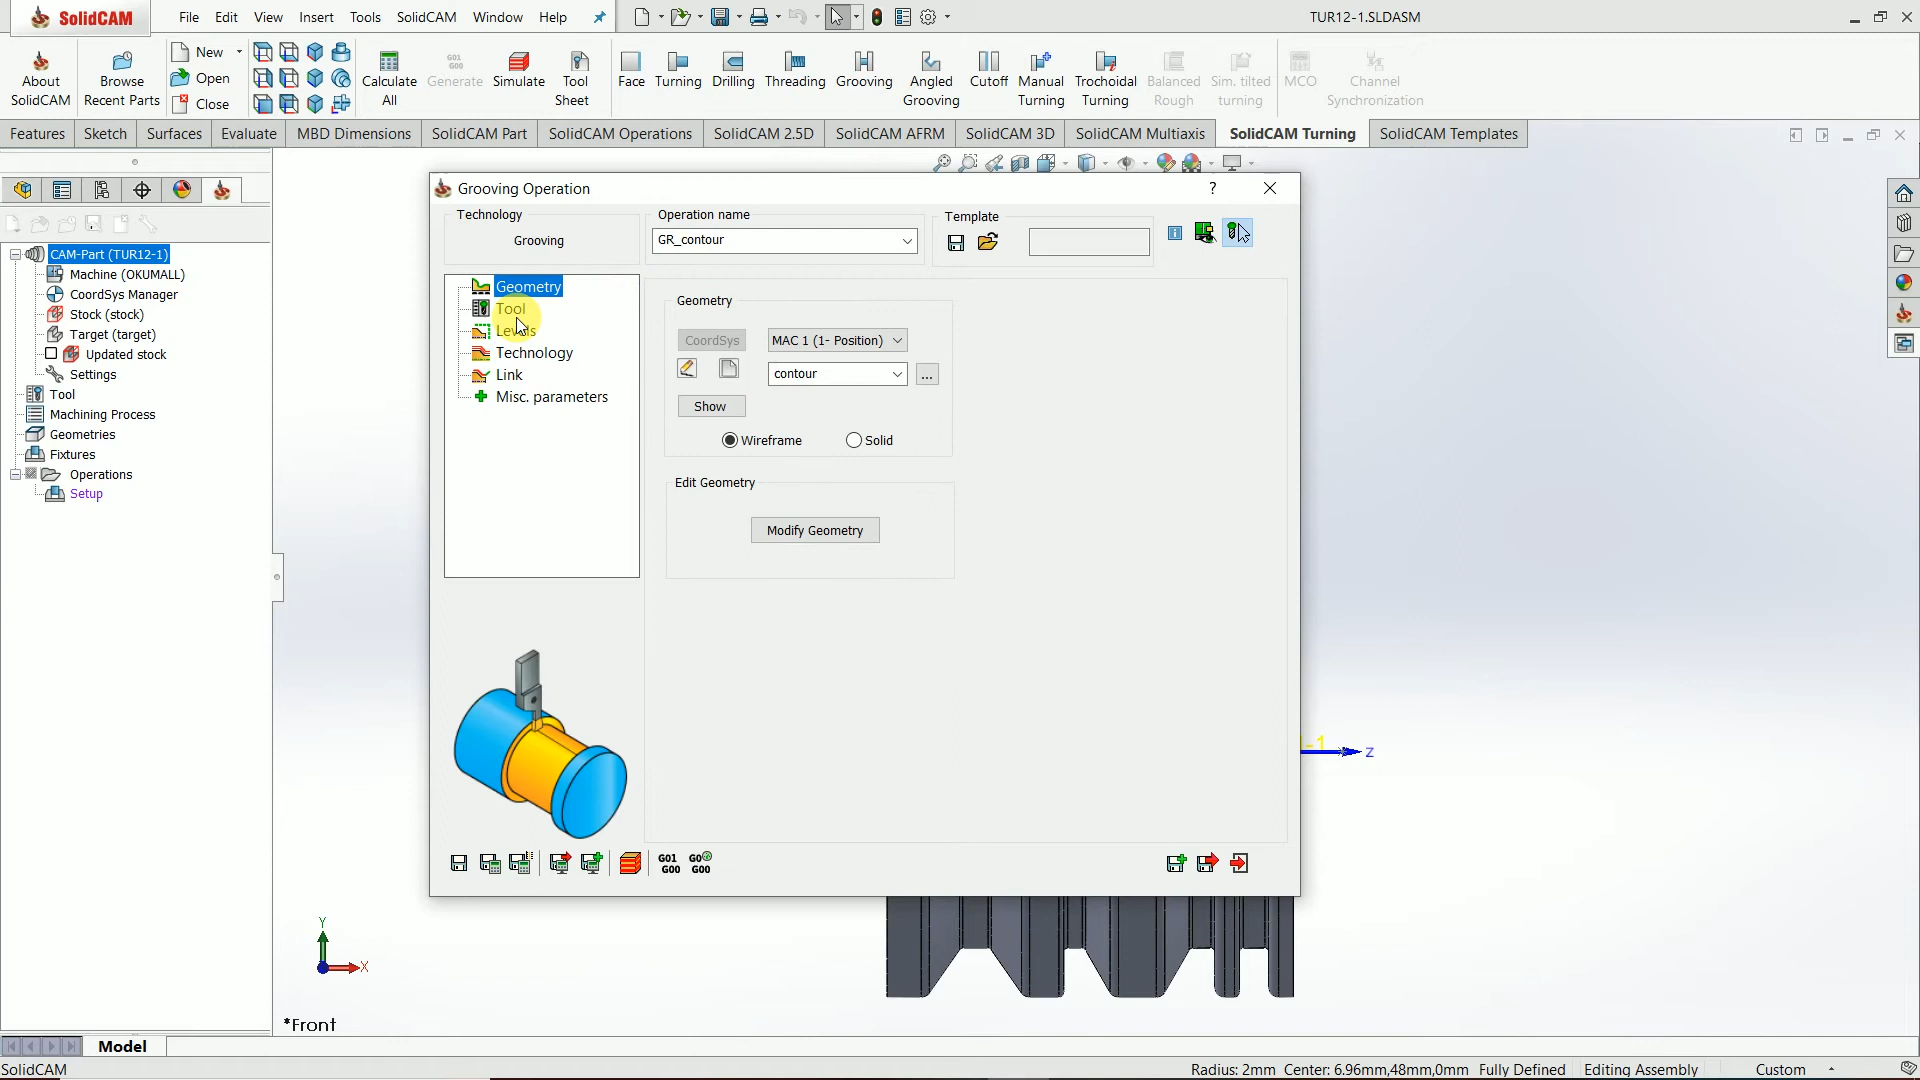 SolidCAM File Edit View Insert Tools SolidCAM Window Help TUR12-1.SLDASM
About SolidCAM
Browse Recent Parts
New
Open
Close
Calculate All
G01 G00 Generate
Simulate
Tool Sheet
Face
Turning
Drilling
Threading
Grooving
Angled Grooving
Cutoff
Manual Turning
Trochoidal Turning
Balanced Rough
Sim. tilted turning
MCO
Channel Synchronization
Features Sketch Surfaces Evaluate MBD Dimensions SolidCAM Part SolidCAM Operations SolidCAM 2.5D SolidCAM AFRM SolidCAM 3D SolidCAM Multiaxis SolidCAM Turning SolidCAM Templates
CAM-Part (TUR12-1)
Machine (OKUMALL)
CoordSys Manager
Stock (stock)
Target (target)
Updated stock
Settings
Tool
Machining Process
Geometries
Fixtures
Operations
Setup
Grooving Operation ?
Technology
Grooving
Operation name
GR_contour
Template
Geometry
Tool
Levels
Technology
Link
Misc. parameters
Geometry
CoordSys MAC 1 (1- Position)
contour ...
Show
Wireframe Solid
Edit Geometry
Modify Geometry
G01 G00
G0 G00
-1
Z
Y
X
*Front
Model
SolidCAM Radius: 2mm Center: 6.96mm,48mm,0mm Fully Defined Editing Assembly Custom